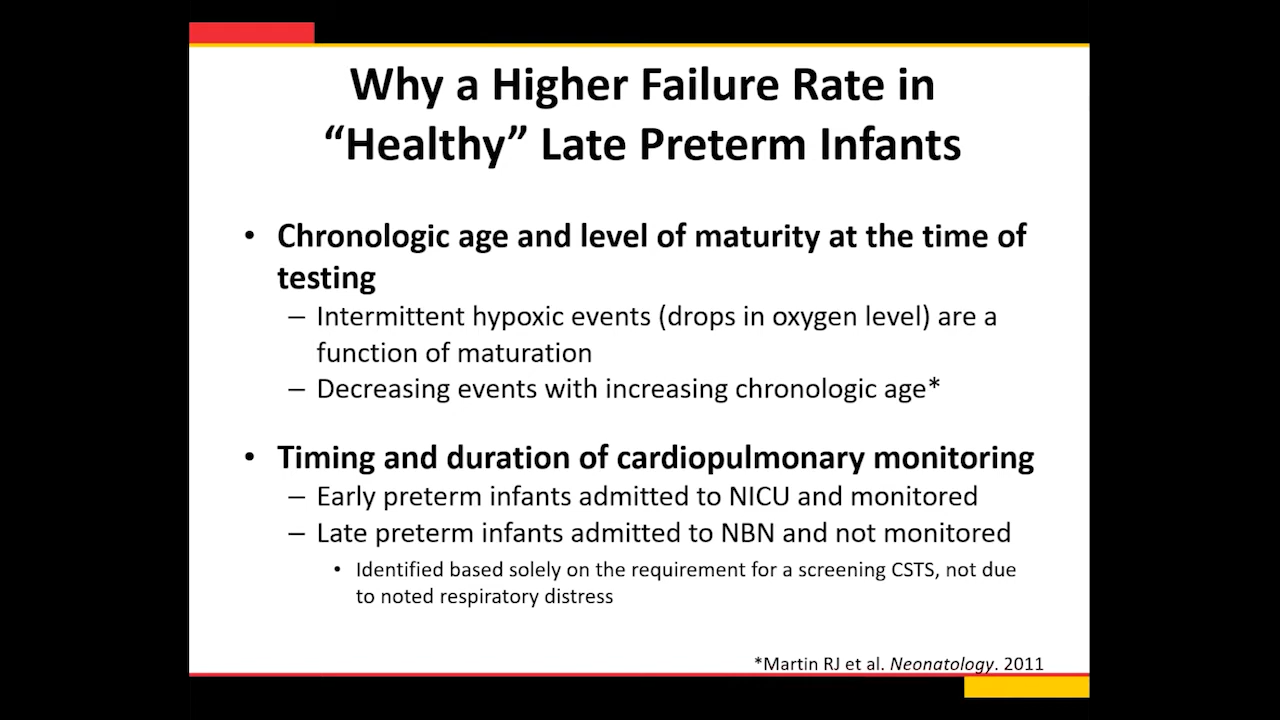 Why a Higher Failure Rate in
“Healthy” Late Preterm Infants
• Chronologic age and level of maturity at the time of
testing
– Intermittent hypoxic events (drops in oxygen level) are a
function of maturation
– Decreasing events with increasing chronologic age*
• Timing and duration of cardiopulmonary monitoring
– Early preterm infants admitted to NICU and monitored
– Late preterm infants admitted to NBN and not monitored
• Identified based solely on the requirement for a screening CSTS, not due
to noted respiratory distress
*Martin RJ et al. Neonatology. 2011